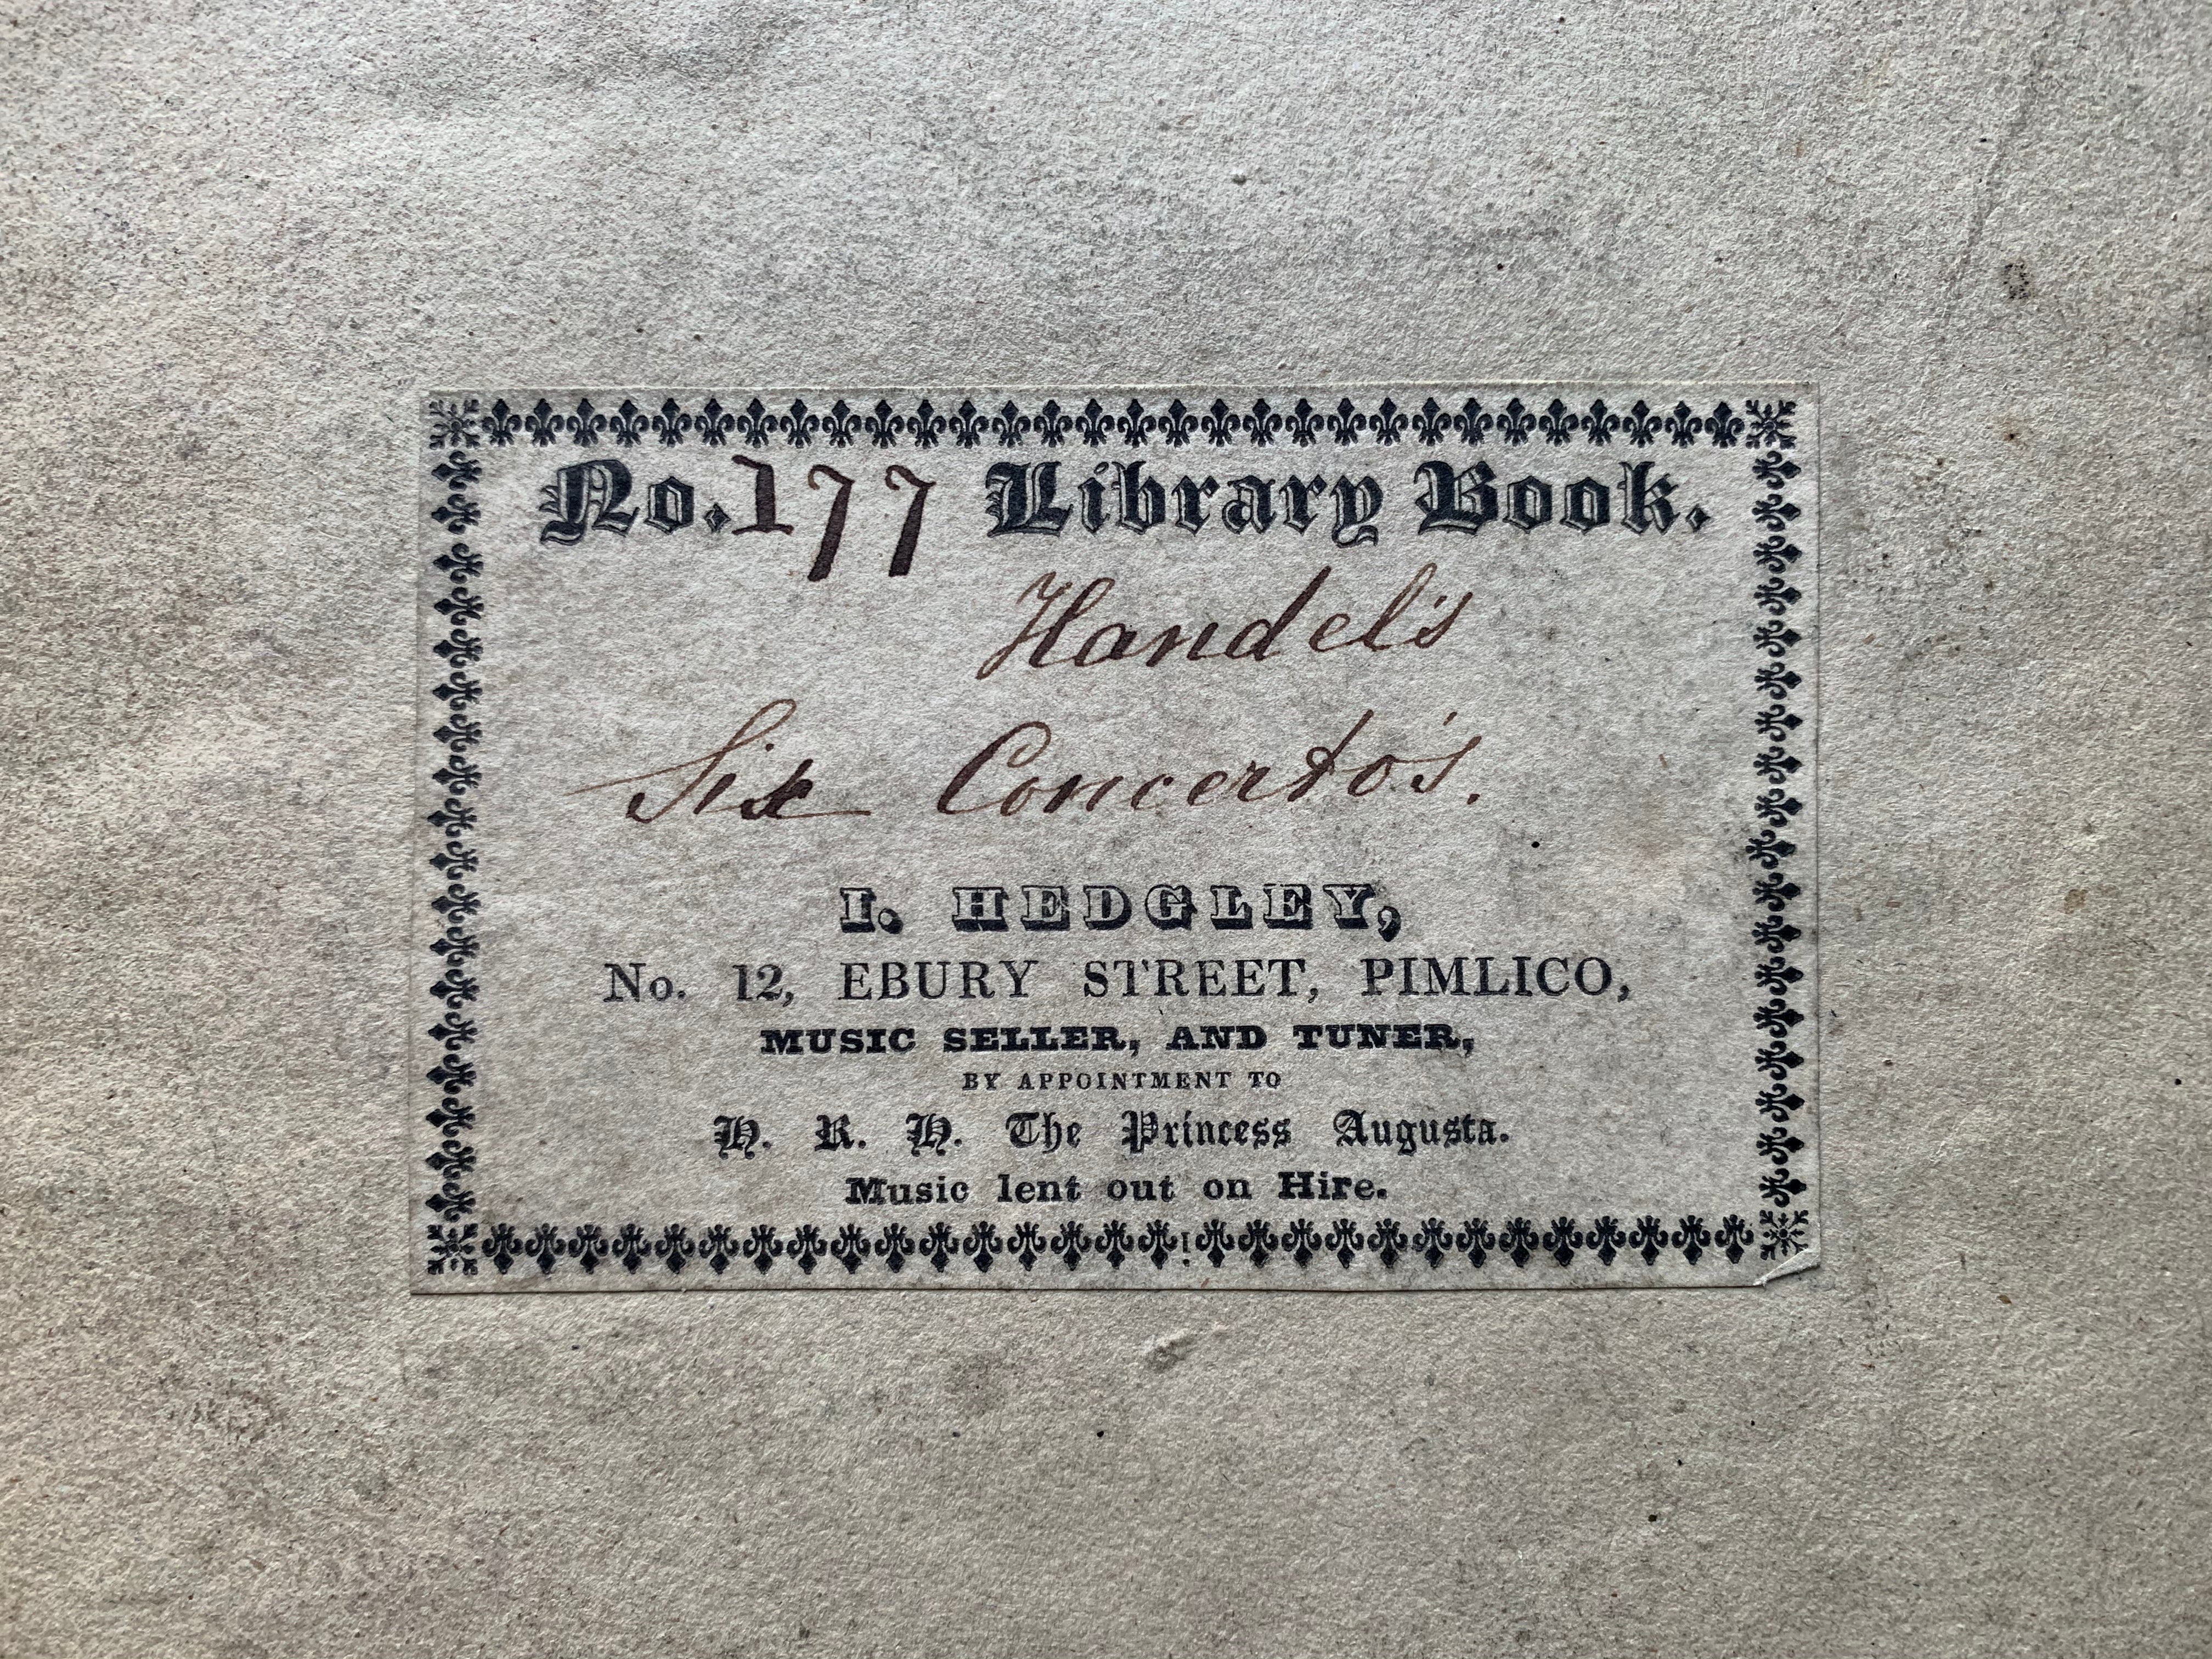 No. 177 Library Book.
Handel's
Six Concerto's.
I. HEDGLEY,
No. 12, EBURY STREET, PIMLICO,
MUSIC SELLER, AND TUNER,
BY APPOINTMENT TO
H. R. H. The Princess Augusta.
Music lent out on Hire.